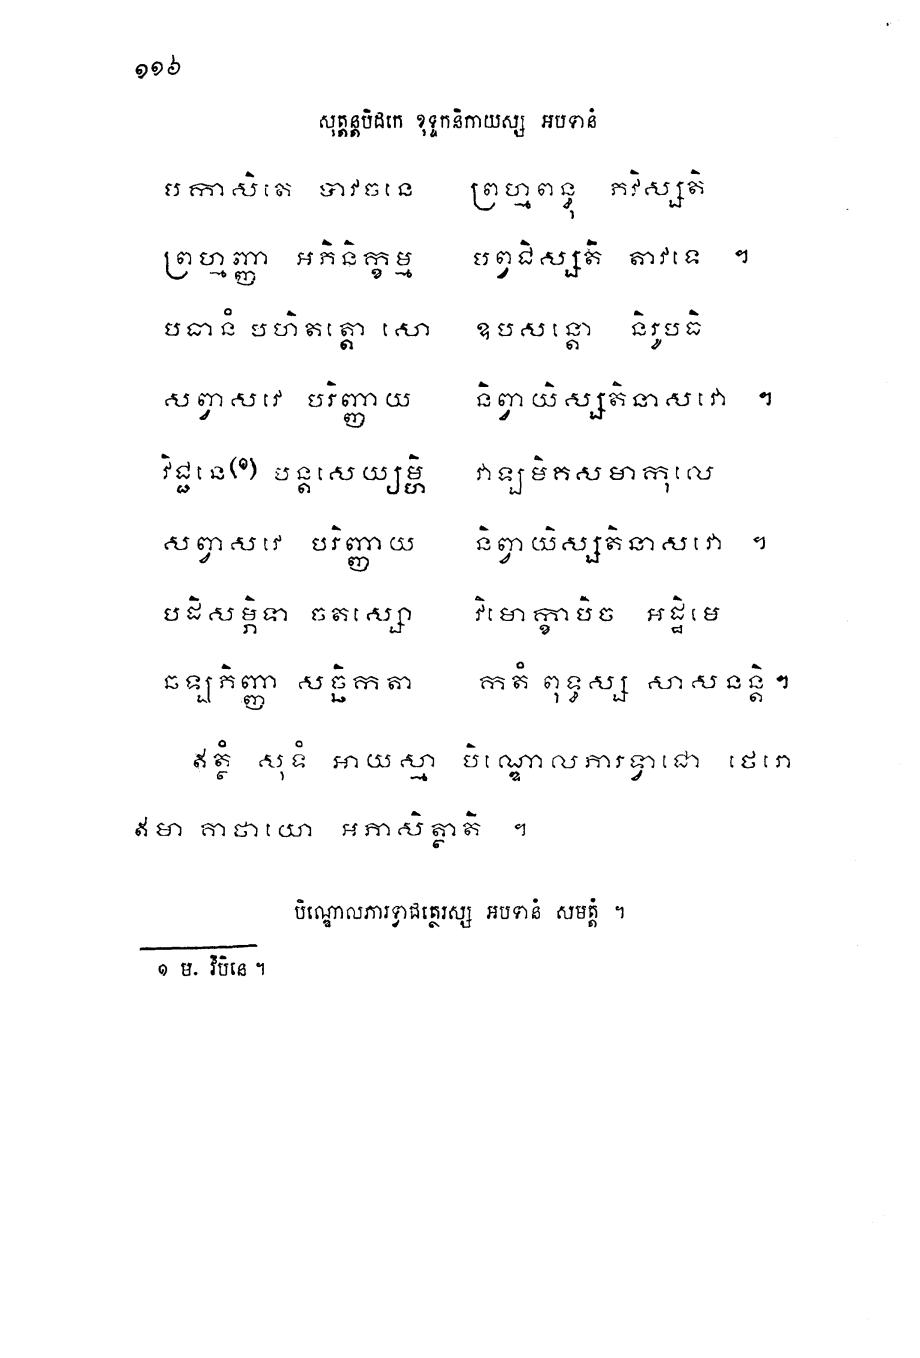 ១១៦
សុត្តន្តបិដកេ ខុទ្ទកនិកាយស្ស អបទានំ
បកាសិតេ បាវចនេ ព្រហ្មពន្ធុ ភវិស្សតិ
ព្រហ្មញ្ញា អភិនិក្ខម្ម បព្វជិស្សតិ តាវទេ ។
បធានំ បហិតត្តោ សោ ឧបសន្តោ និរូបធិ
សព្វាសវេ បរិញ្ញាយ និព្វាយិស្សតិនាសវោ ។
វិជ្ជនេ(១) បន្តសេយ្យម្ហិ វាឡមិគសមាកុលេ
សព្វាសវេ បរិញ្ញាយ និព្វាយិស្សតិនាសវោ ។
បដិសម្ភិទា ចតស្សោ វិមោក្ខាបិច អដ្ឋិមេ
ឆឡភិញ្ញា សច្ឆិកតា កតំ ពុទ្ធស្ស សាសនន្តិ ។
ឥត្ថំ សុទំ អាយស្មា បិណ្ឌោលភារទ្វាជោ ថេរោ
ឥមា គាថាយោ អភាសិត្ថាតិ ។
បិណ្ឌោលភារទ្វាជត្ថេរស្ស អបទានំ សមត្តំ ។
១ ម. វិបិនេ ។